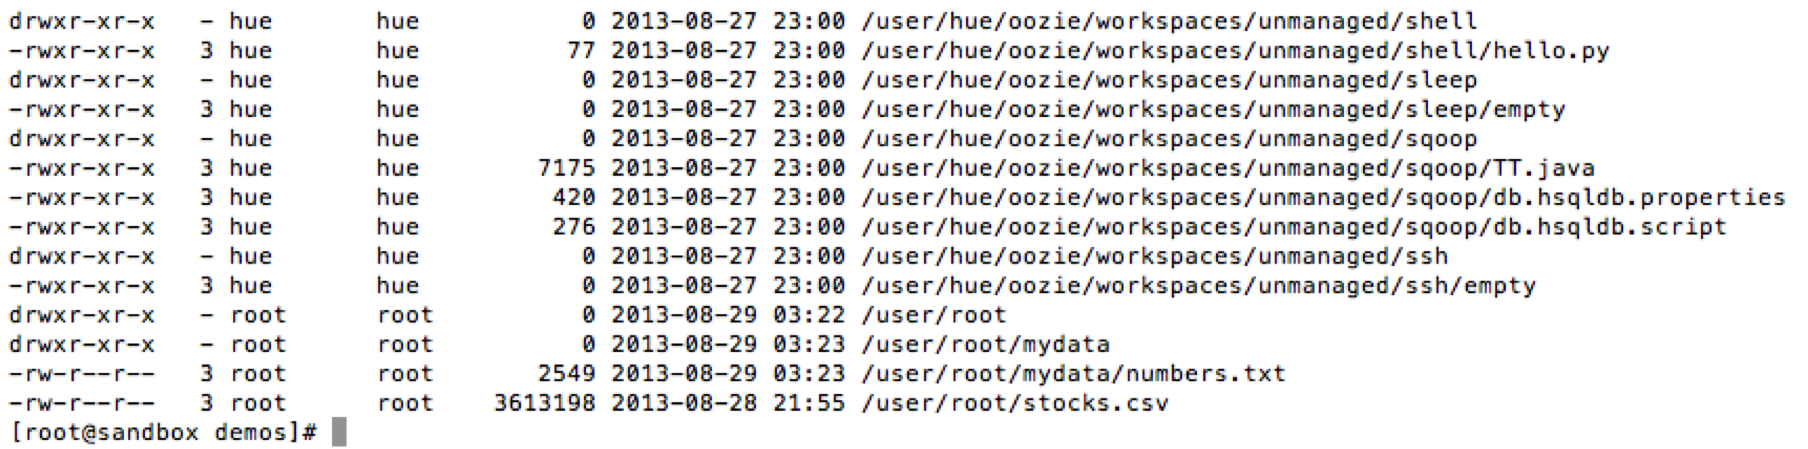 drwxr-xr-x   - hue       hue                0 2013-08-27 23:00 /user/hue/oozie/workspaces/unmanaged/shell
-rwxr-xr-x   3 hue       hue               77 2013-08-27 23:00 /user/hue/oozie/workspaces/unmanaged/shell/hello.py
drwxr-xr-x   - hue       hue                0 2013-08-27 23:00 /user/hue/oozie/workspaces/unmanaged/sleep
-rwxr-xr-x   3 hue       hue                0 2013-08-27 23:00 /user/hue/oozie/workspaces/unmanaged/sleep/empty
drwxr-xr-x   - hue       hue                0 2013-08-27 23:00 /user/hue/oozie/workspaces/unmanaged/sqoop
-rwxr-xr-x   3 hue       hue             7175 2013-08-27 23:00 /user/hue/oozie/workspaces/unmanaged/sqoop/TT.java
-rwxr-xr-x   3 hue       hue              420 2013-08-27 23:00 /user/hue/oozie/workspaces/unmanaged/sqoop/db.hsqldb.properties
-rwxr-xr-x   3 hue       hue              276 2013-08-27 23:00 /user/hue/oozie/workspaces/unmanaged/sqoop/db.hsqldb.script
drwxr-xr-x   - hue       hue                0 2013-08-27 23:00 /user/hue/oozie/workspaces/unmanaged/ssh
-rwxr-xr-x   3 hue       hue                0 2013-08-27 23:00 /user/hue/oozie/workspaces/unmanaged/ssh/empty
drwxr-xr-x   - root      root               0 2013-08-29 03:22 /user/root
drwxr-xr-x   - root      root               0 2013-08-29 03:23 /user/root/mydata
-rw-r--r--   3 root      root            2549 2013-08-29 03:23 /user/root/mydata/numbers.txt
-rw-r--r--   3 root      root         3613198 2013-08-28 21:55 /user/root/stocks.csv
[root@sandbox demos]#